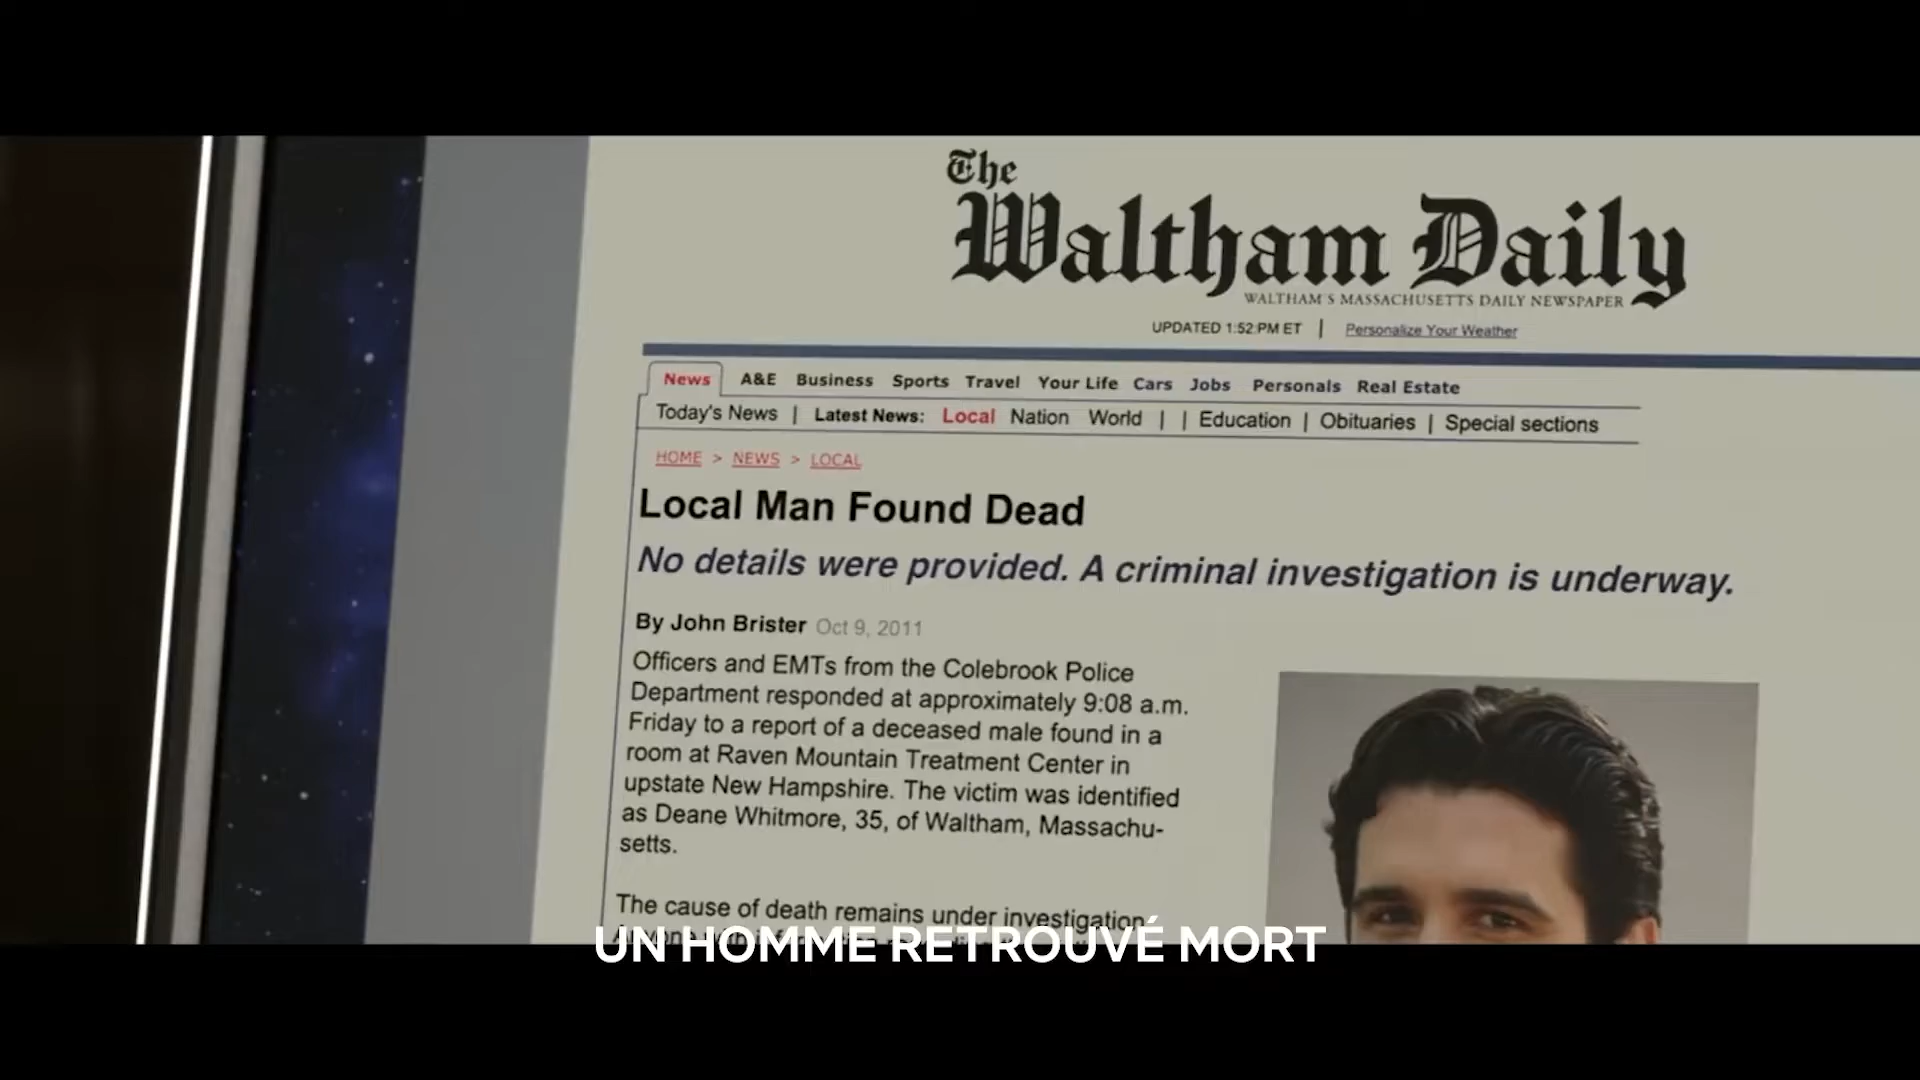 The
Waltham Daily
WALTHAM'S MASSACHUSETTS DAILY NEWSPAPER
UPDATED 1:52 PM ET | Personalize Your Weather
News A&E Business Sports Travel Your Life Cars Jobs Personals Real Estate
Today's News | Latest News: Local Nation World | | Education | Obituaries | Special sections
HOME > NEWS > LOCAL
Local Man Found Dead
No details were provided. A criminal investigation is underway.
By John Brister Oct 9, 2011
Officers and EMTs from the Colebrook Police
Department responded at approximately 9:08 a.m.
Friday to a report of a deceased male found in a
room at Raven Mountain Treatment Center in
upstate New Hampshire. The victim was identified
as Deane Whitmore, 35, of Waltham, Massachu-
setts.
The cause of death remains under investigation.
UN HOMME RETROUVÉ MORT